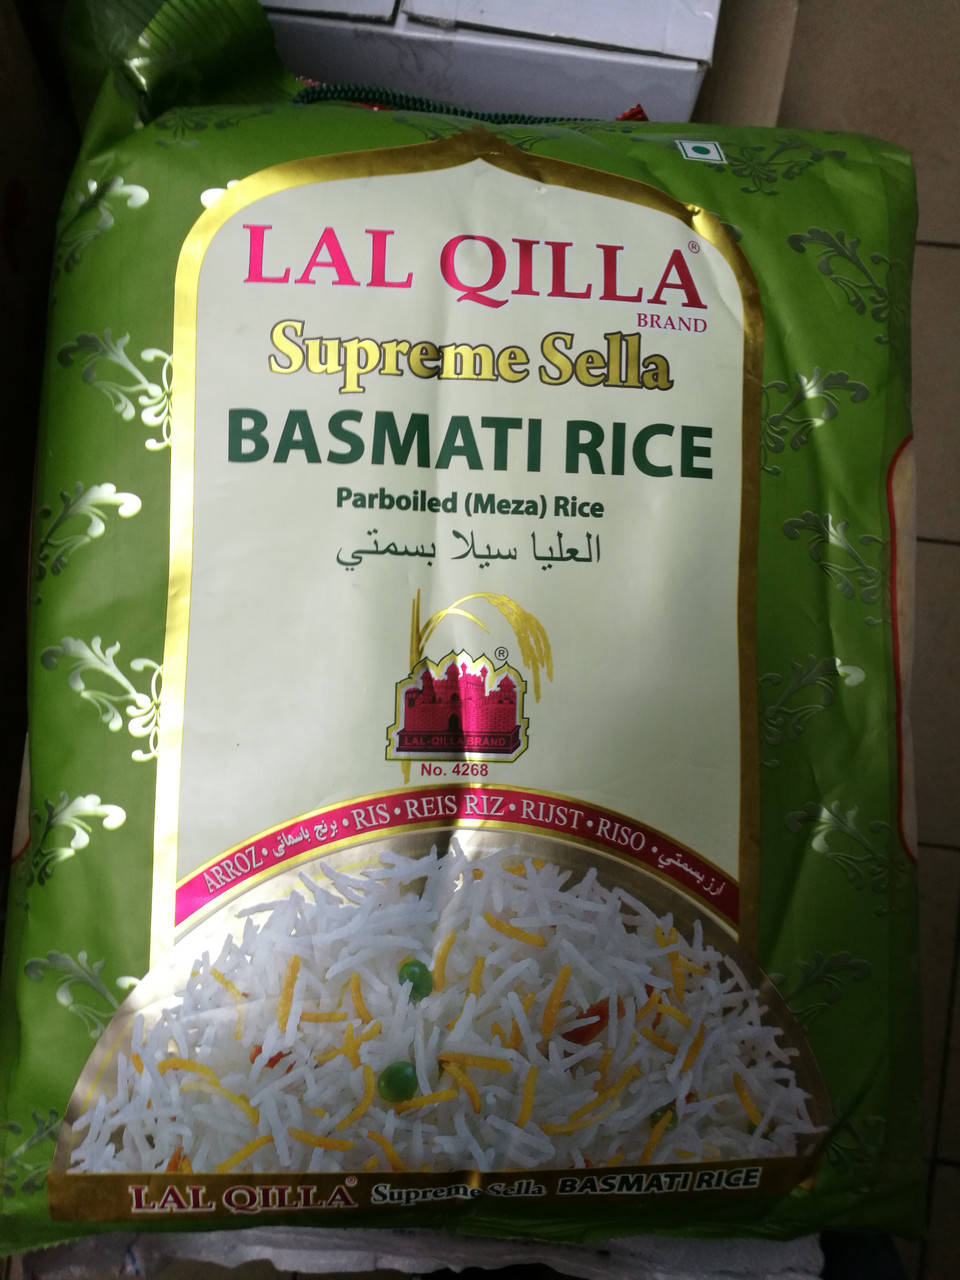 LAL QILLA®
BRAND
Supreme Sella
BASMATI RICE
Parboiled (Meza) Rice
العليا سيلا بسمتي
®
LAL-QILLA BRAND
No. 4268
ARROZ • برنج باسماتی • RIS • REIS RIZ • RIJST • RISO • ارز بسمتي
LAL QILLA® Supreme Sella BASMATI RICE